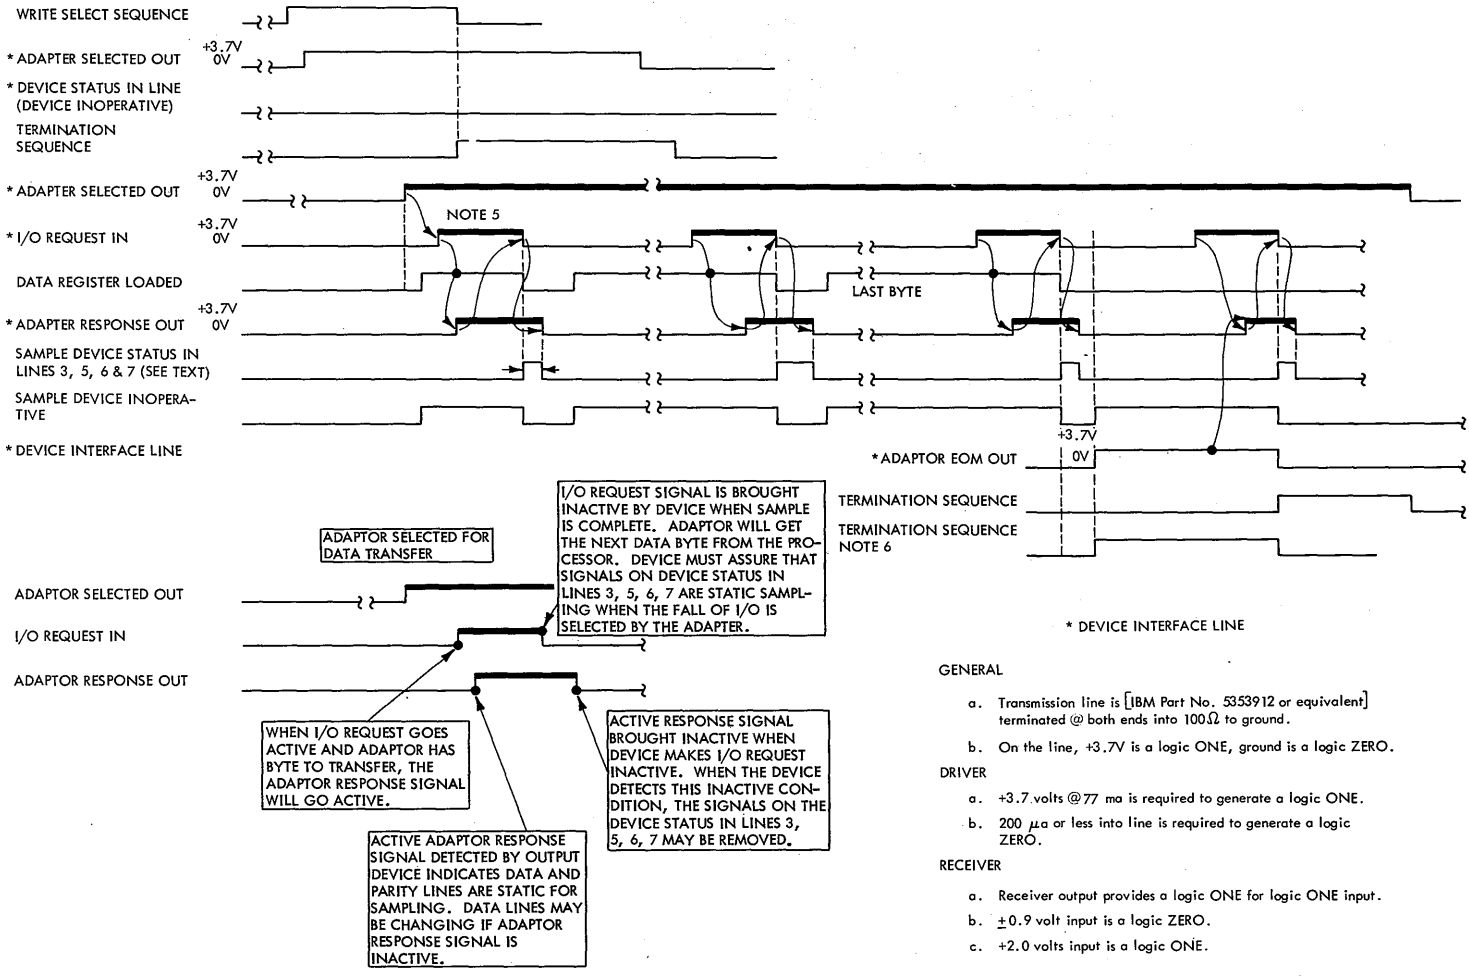 WRITE SELECT SEQUENCE
* ADAPTER SELECTED OUT
+3.7V
0V
* DEVICE STATUS IN LINE
(DEVICE INOPERATIVE)
TERMINATION
SEQUENCE
* ADAPTER SELECTED OUT
+3.7V
0V
NOTE 5
* I/O REQUEST IN
+3.7V
0V
DATA REGISTER LOADED
LAST BYTE
* ADAPTER RESPONSE OUT
+3.7V
0V
SAMPLE DEVICE STATUS IN
LINES 3, 5, 6 & 7 (SEE TEXT)
SAMPLE DEVICE INOPERA-
TIVE
* DEVICE INTERFACE LINE
+3.7V
0V
* ADAPTOR EOM OUT
TERMINATION SEQUENCE
TERMINATION SEQUENCE
NOTE 6
ADAPTOR SELECTED FOR
DATA TRANSFER
I/O REQUEST SIGNAL IS BROUGHT
INACTIVE BY DEVICE WHEN SAMPLE
IS COMPLETE. ADAPTOR WILL GET
THE NEXT DATA BYTE FROM THE PRO-
CESSOR. DEVICE MUST ASSURE THAT
SIGNALS ON DEVICE STATUS IN
LINES 3, 5, 6, 7 ARE STATIC SAMPL-
ING WHEN THE FALL OF I/O IS
SELECTED BY THE ADAPTER.
ADAPTOR SELECTED OUT
I/O REQUEST IN
ADAPTOR RESPONSE OUT
WHEN I/O REQUEST GOES
ACTIVE AND ADAPTOR HAS
BYTE TO TRANSFER, THE
ADAPTOR RESPONSE SIGNAL
WILL GO ACTIVE.
ACTIVE RESPONSE SIGNAL
BROUGHT INACTIVE WHEN
DEVICE MAKES I/O REQUEST
INACTIVE. WHEN THE DEVICE
DETECTS THIS INACTIVE CON-
DITION, THE SIGNALS ON THE
DEVICE STATUS IN LINES 3,
5, 6, 7 MAY BE REMOVED.
ACTIVE ADAPTOR RESPONSE
SIGNAL DETECTED BY OUTPUT
DEVICE INDICATES DATA AND
PARITY LINES ARE STATIC FOR
SAMPLING. DATA LINES MAY
BE CHANGING IF ADAPTOR
RESPONSE SIGNAL IS
INACTIVE.
* DEVICE INTERFACE LINE
GENERAL
a. Transmission line is [IBM Part No. 5353912 or equivalent]
terminated @ both ends into 100Ω to ground.
b. On the line, +3.7V is a logic ONE, ground is a logic ZERO.
DRIVER
a. +3.7 volts @ 77 ma is required to generate a logic ONE.
b. 200 μa or less into line is required to generate a logic
ZERO.
RECEIVER
a. Receiver output provides a logic ONE for logic ONE input.
b. ±0.9 volt input is a logic ZERO.
c. +2.0 volts input is a logic ONE.